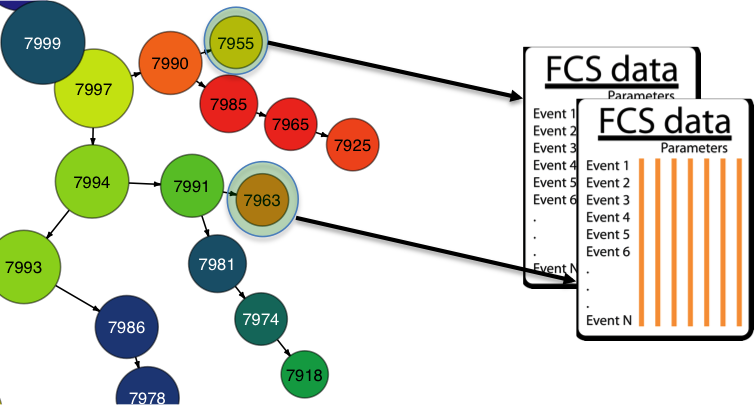 7999
7997
7990
7955
7985
7965
7925
7994
7991
7963
7993
7981
7974
7918
7986
7978
FCS data
Parameters
Event 1
Event 2
Event 3
Event 4
Event 5
Event 6
.
.
.
Event N
FCS data
Parameters
Event 1
Event 2
Event 3
Event 4
Event 5
Event 6
.
.
.
Event N